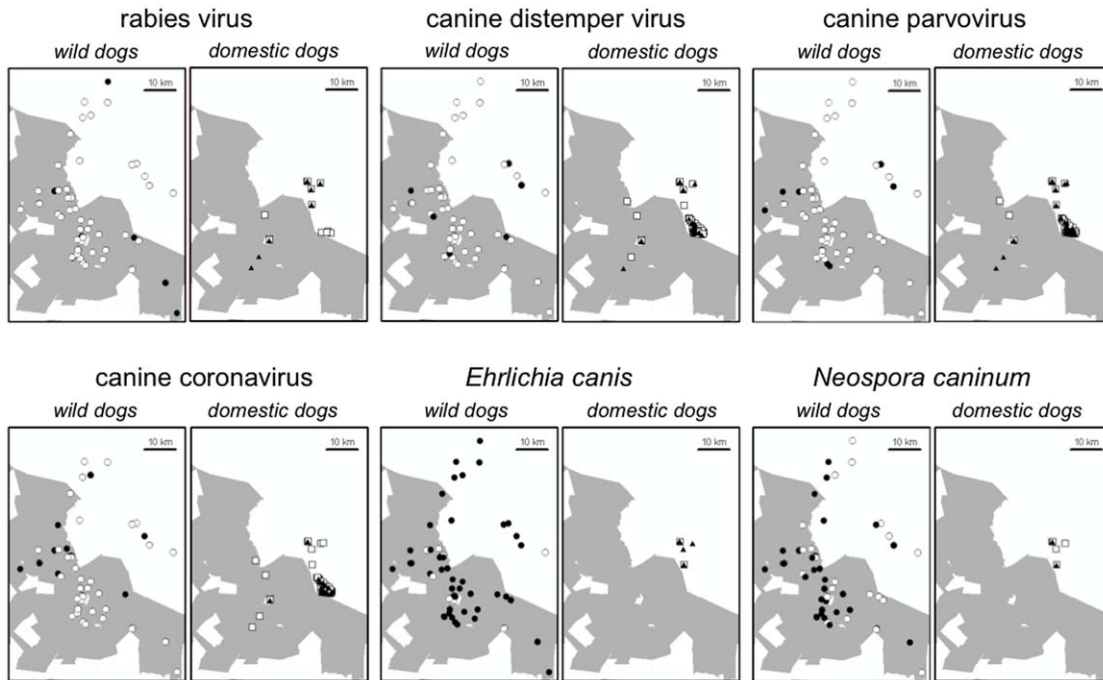 rabies virus canine distemper virus canine parvovirus
wild dogs domestic dogs wild dogs domestic dogs wild dogs domestic dogs
10 km 10 km 10 km 10 km 10 km 10 km
canine coronavirus Ehrlichia canis Neospora caninum
wild dogs domestic dogs wild dogs domestic dogs wild dogs domestic dogs
10 km 10 km 10 km 10 km 10 km 10 km